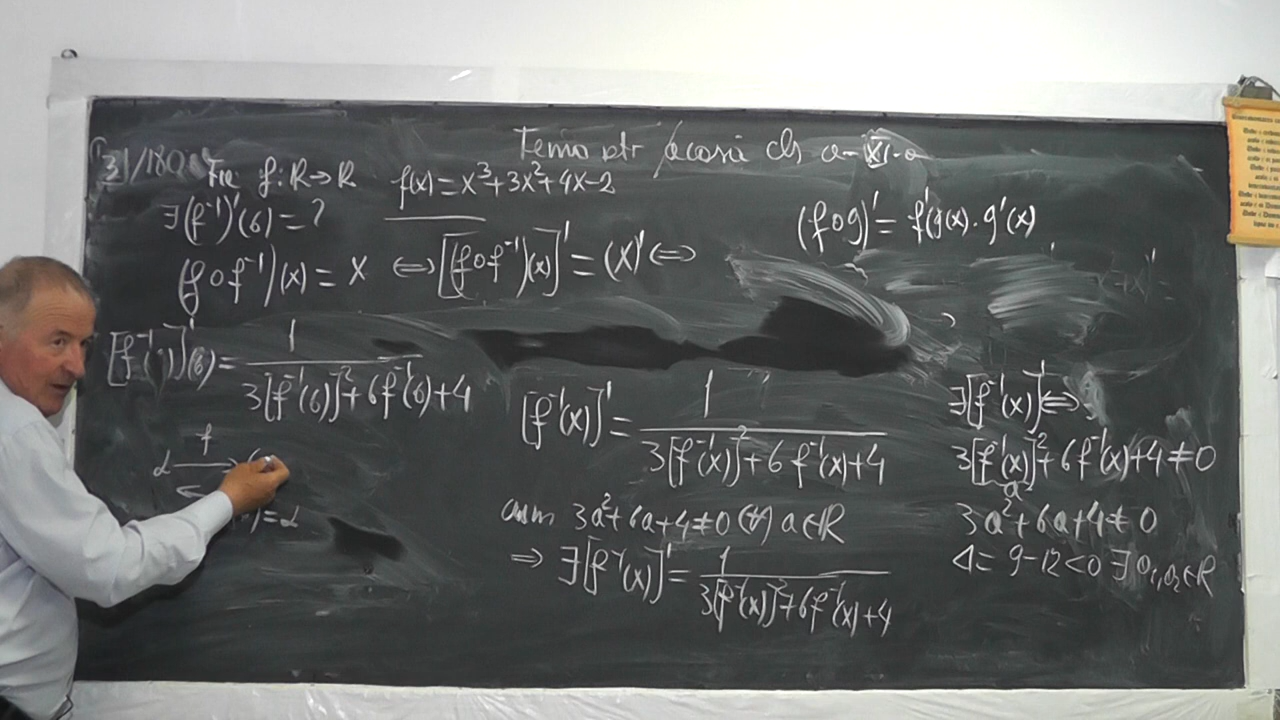 Temă ptr acasă cls a-XI-a
Fie f:R→R f(x)=x³+3x²+4x-2
∃(f⁻¹)'(6)=?
(f∘g)'=f'(g(x)·g'(x)
(f∘f⁻¹)(x)=x ⇔ [(f∘f⁻¹)(x)]'=(x)' ⇔
[f⁻¹( )]'(6)= 1 / 3[f⁻¹(6)]²+6f⁻¹(6)+4
[f⁻¹(x)]'= 1 / 3[f⁻¹(x)]²+6f⁻¹(x)+4
∃[f⁻¹(x)]' ⇔
3[f⁻¹(x)]²+6f⁻¹(x)+4≠0
a
α f →
)=α
cum 3a²+6a+4≠0 (∀) a∈R
3a²+6a+4≠0
⇒ ∃[f⁻¹(x)]'= 1 / 3[f⁻¹(x)]²+6f⁻¹(x)+4
Δ=9-12<0 ∄ a₁,a₂∈R